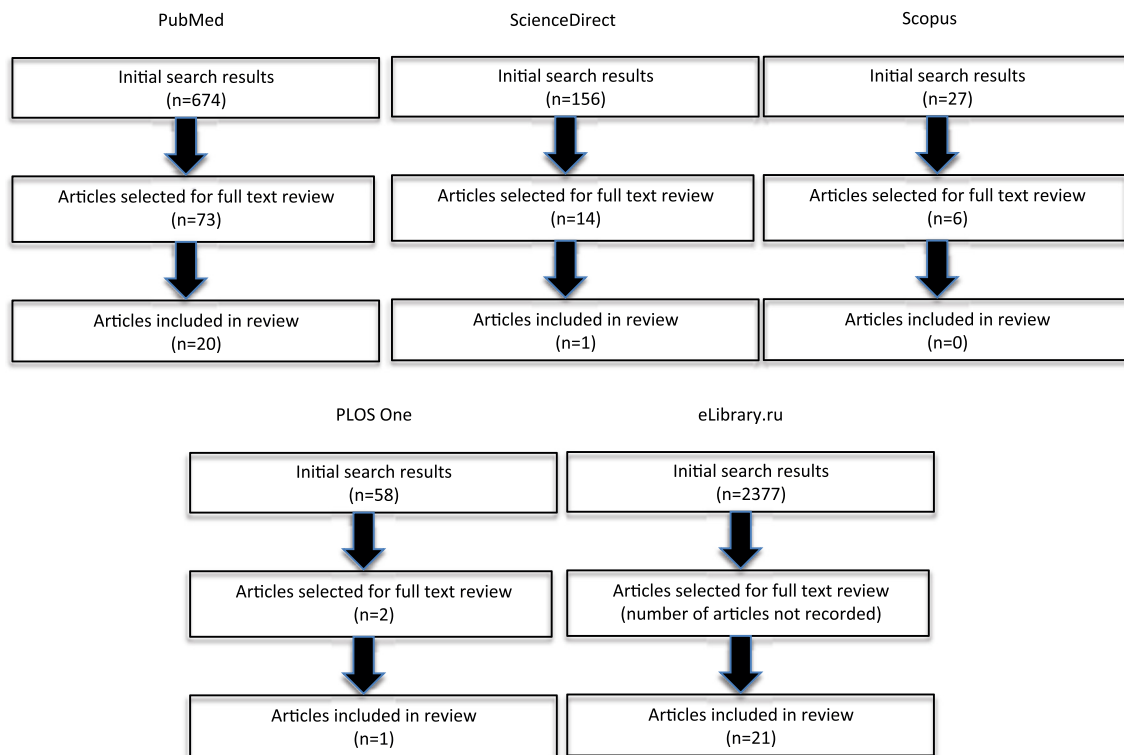 PubMed
Initial search results
(n=674)
Articles selected for full text review
(n=73)
Articles included in review
(n=20)
ScienceDirect
Initial search results
(n=156)
Articles selected for full text review
(n=14)
Articles included in review
(n=1)
Scopus
Initial search results
(n=27)
Articles selected for full text review
(n=6)
Articles included in review
(n=0)
PLOS One
Initial search results
(n=58)
Articles selected for full text review
(n=2)
Articles included in review
(n=1)
eLibrary.ru
Initial search results
(n=2377)
Articles selected for full text review
(number of articles not recorded)
Articles included in review
(n=21)